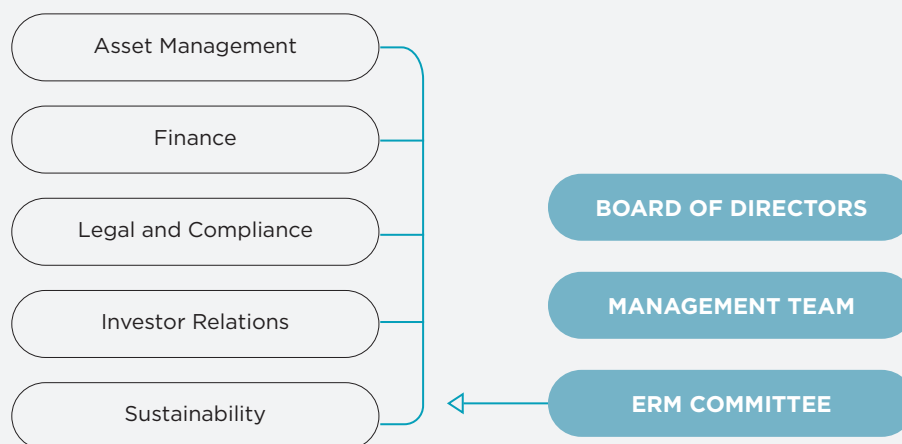 Asset Management
Finance
Legal and Compliance
Investor Relations
Sustainability
BOARD OF DIRECTORS
MANAGEMENT TEAM
ERM COMMITTEE